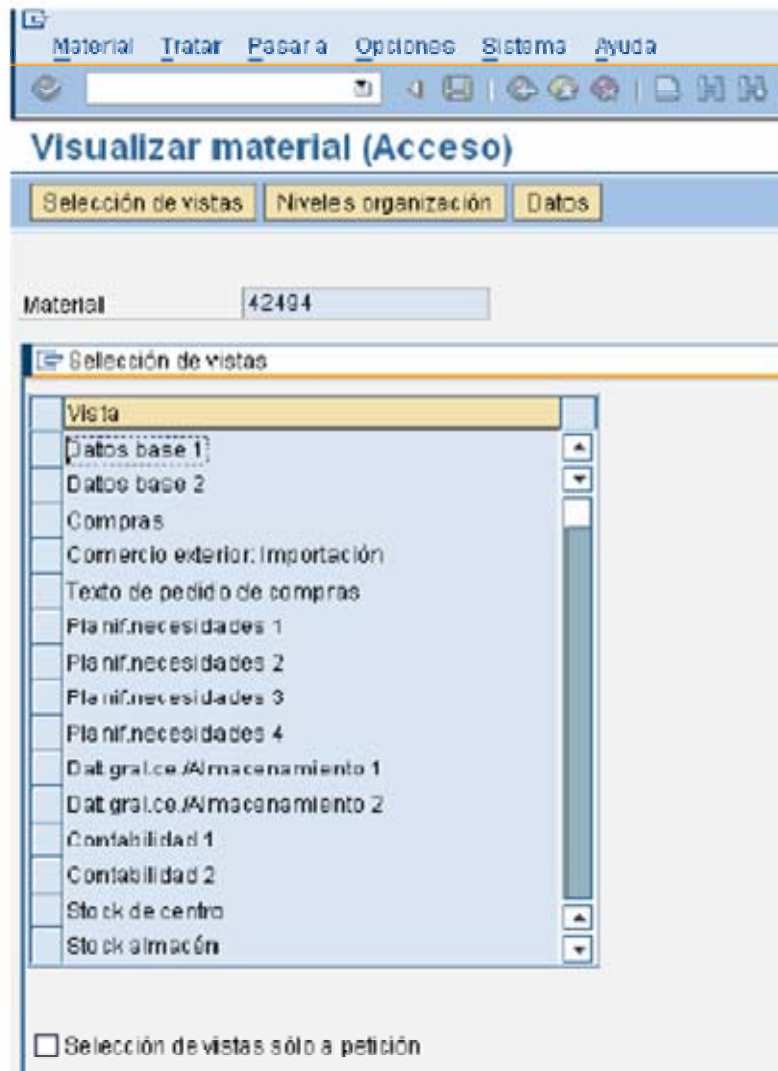 Material Tratar Pasar a Opciones Sistema Ayuda
Visualizar material (Acceso)
Selección de vistas Niveles organización Datos
Material 42494
Selección de vistas
Vista
Datos base 1
Datos base 2
Compras
Comercio exterior: Importación
Texto de pedido de compras
Planif.necesidades 1
Planif.necesidades 2
Planif.necesidades 3
Planif.necesidades 4
Dat.gral.ce./Almacenamiento 1
Dat.gral.ce./Almacenamiento 2
Contabilidad 1
Contabilidad 2
Stock de centro
Stock almacén
Selección de vistas sólo a petición